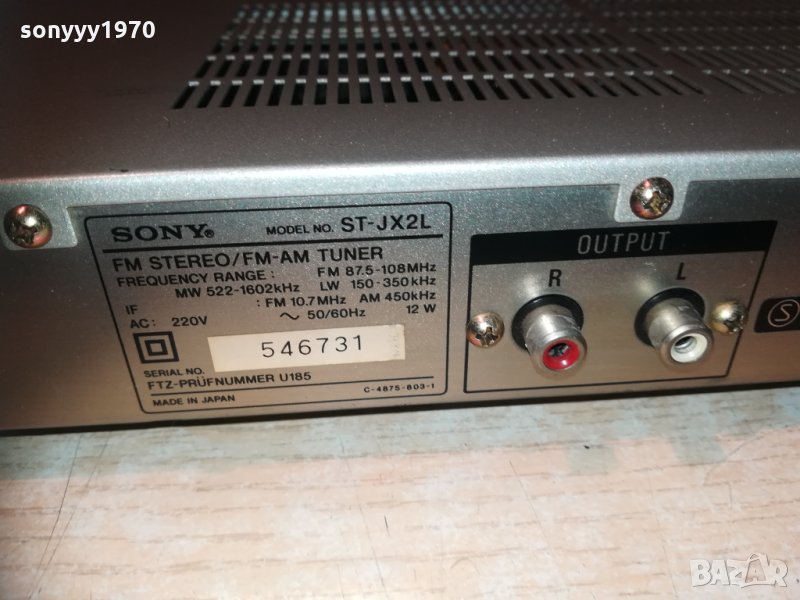 sonyyy1970
SONY® MODEL NO. ST-JX2L
FM STEREO/FM-AM TUNER
FREQUENCY RANGE : FM 87.5-108MHz
MW 522-1602kHz LW 150-350kHz
IF : FM 10.7MHz AM 450kHz
AC: 220V ~ 50/60Hz 12 W
546731
SERIAL NO.
FTZ-PRÜFNUMMER U185
C-4875-803-1
MADE IN JAPAN
OUTPUT
R L
S
BAZAR